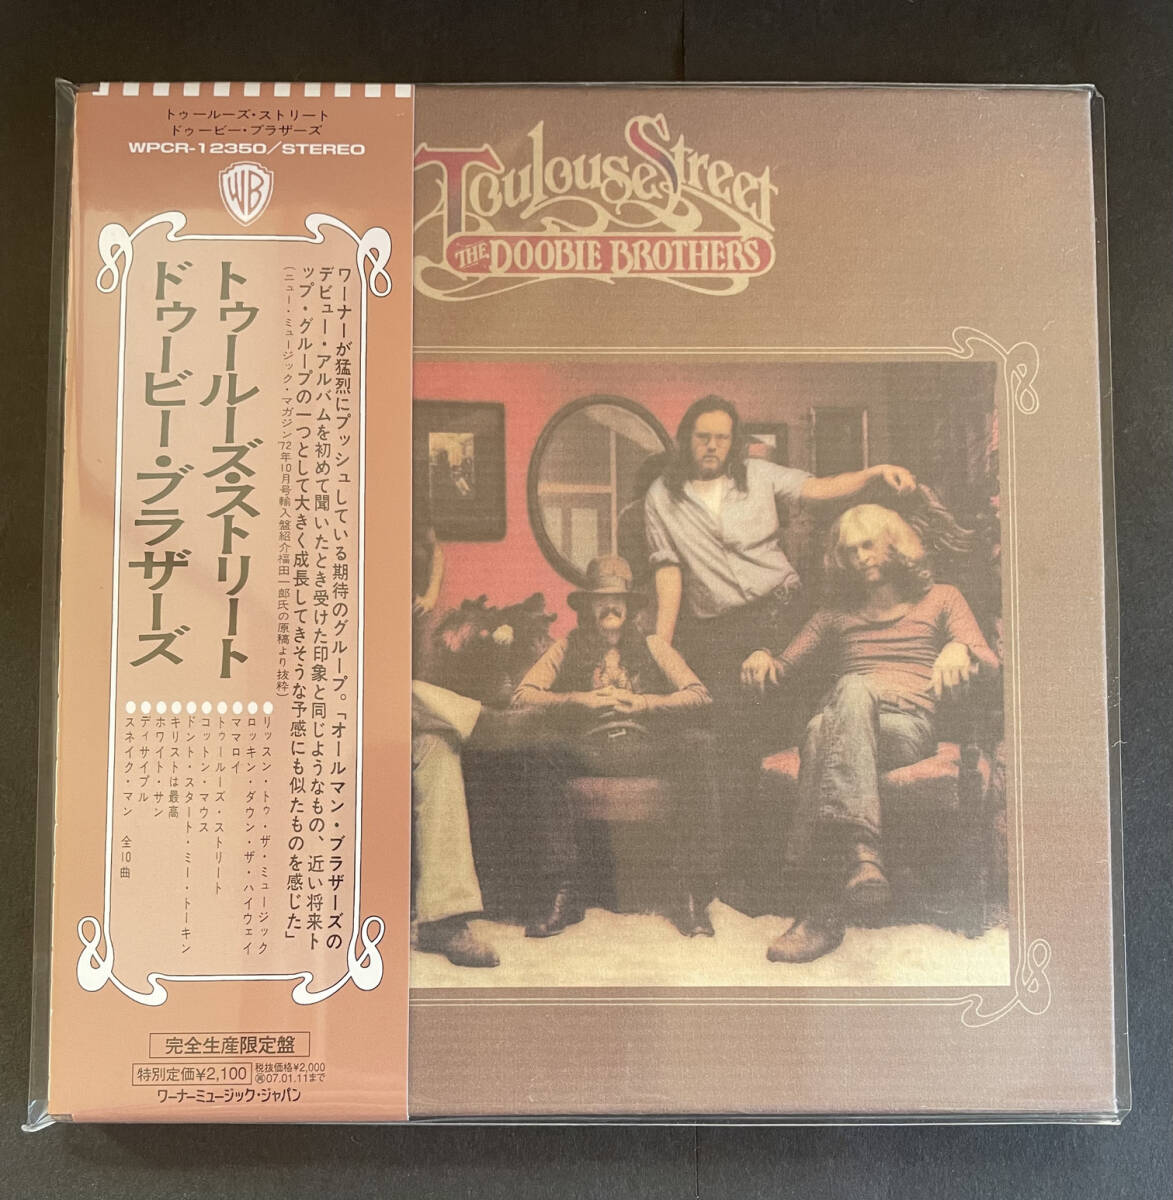 トゥールーズ・ストリート
ドゥービー・ブラザーズ
WPCR-12350/STEREO
WB
トゥールーズ・ストリート
ドゥービー・ブラザーズ
ワーナーが猛烈にプッシュしている期待のグループ。「オールマン・ブラザーズの
デビュー・アルバムを初めて聞いたとき受けた印象と同じようなもの、近い将来ト
ップ・グループの一つとして大きく成長してきそうな予感にも似たものを感じた」
(ニュー・ミュージック・マガジン'72年10月号輸入盤紹介福田一郎氏の原稿より抜粋)
●リッスン・トゥ・ザ・ミュージック
●ロッキン・ダウン・ザ・ハイウェイ
●ママロイ
●トゥールーズ・ストリート
●コットン・マウス
●ドント・スタート・ミー・トーキン
●キリストは最高
●ホワイト・サン
●ディサイプル
●スネイク・マン 全10曲
完全生産限定盤
特別定価¥2,100
税抜価格¥2,000
07.01.11まで
ワーナーミュージック・ジャパン
Toulouse Street
THE DOOBIE BROTHERS